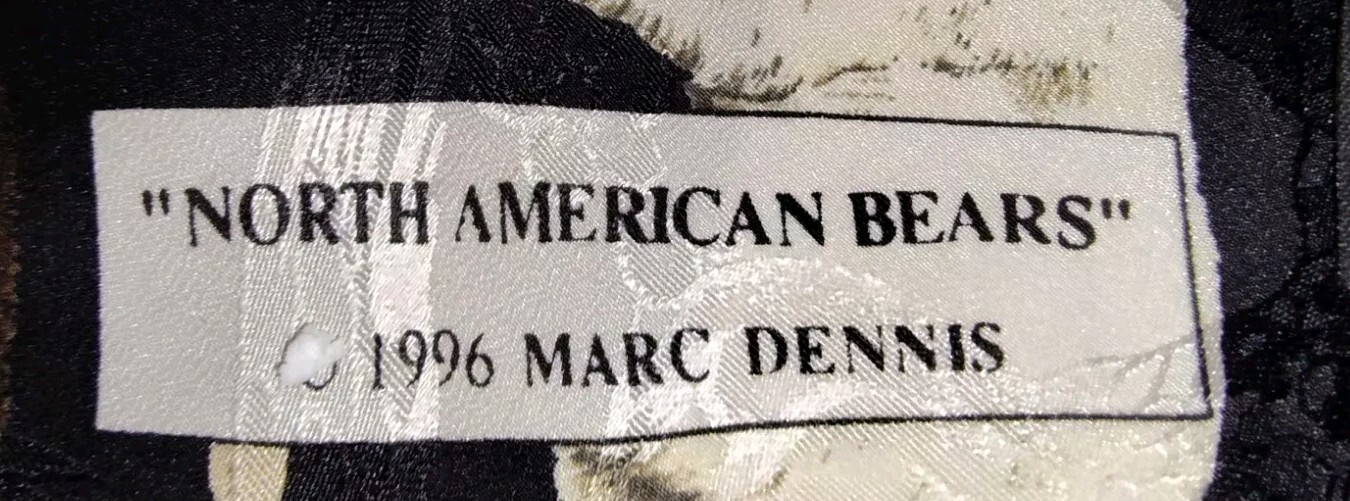 "NORTH AMERICAN BEARS"
© 1996 MARC DENNIS